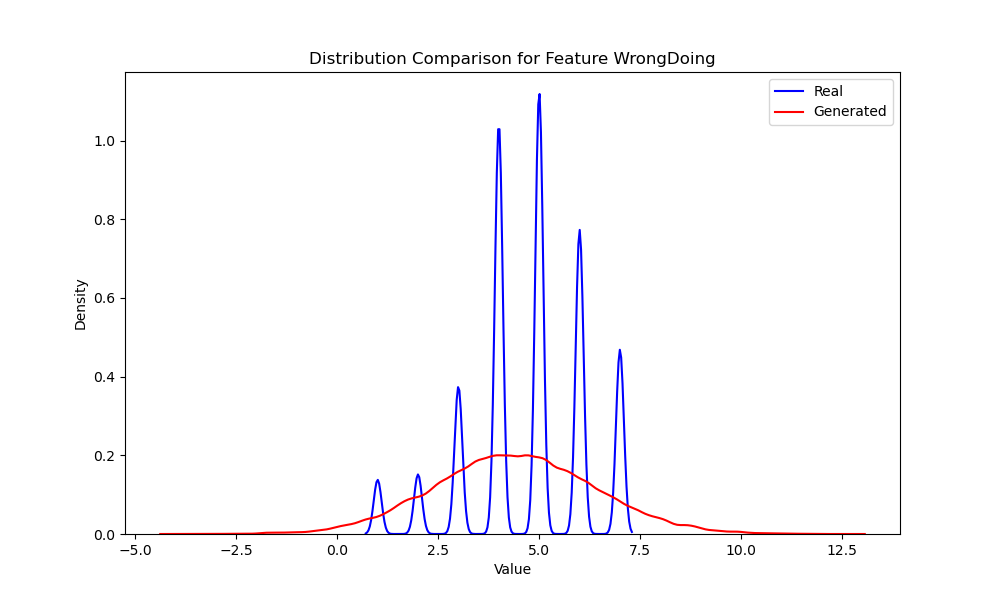 Distribution Comparison for Feature WrongDoing
Real
Generated
Density
1.0
0.8
0.6
0.4
0.2
0.0
−5.0
−2.5
0.0
2.5
5.0
7.5
10.0
12.5
Value